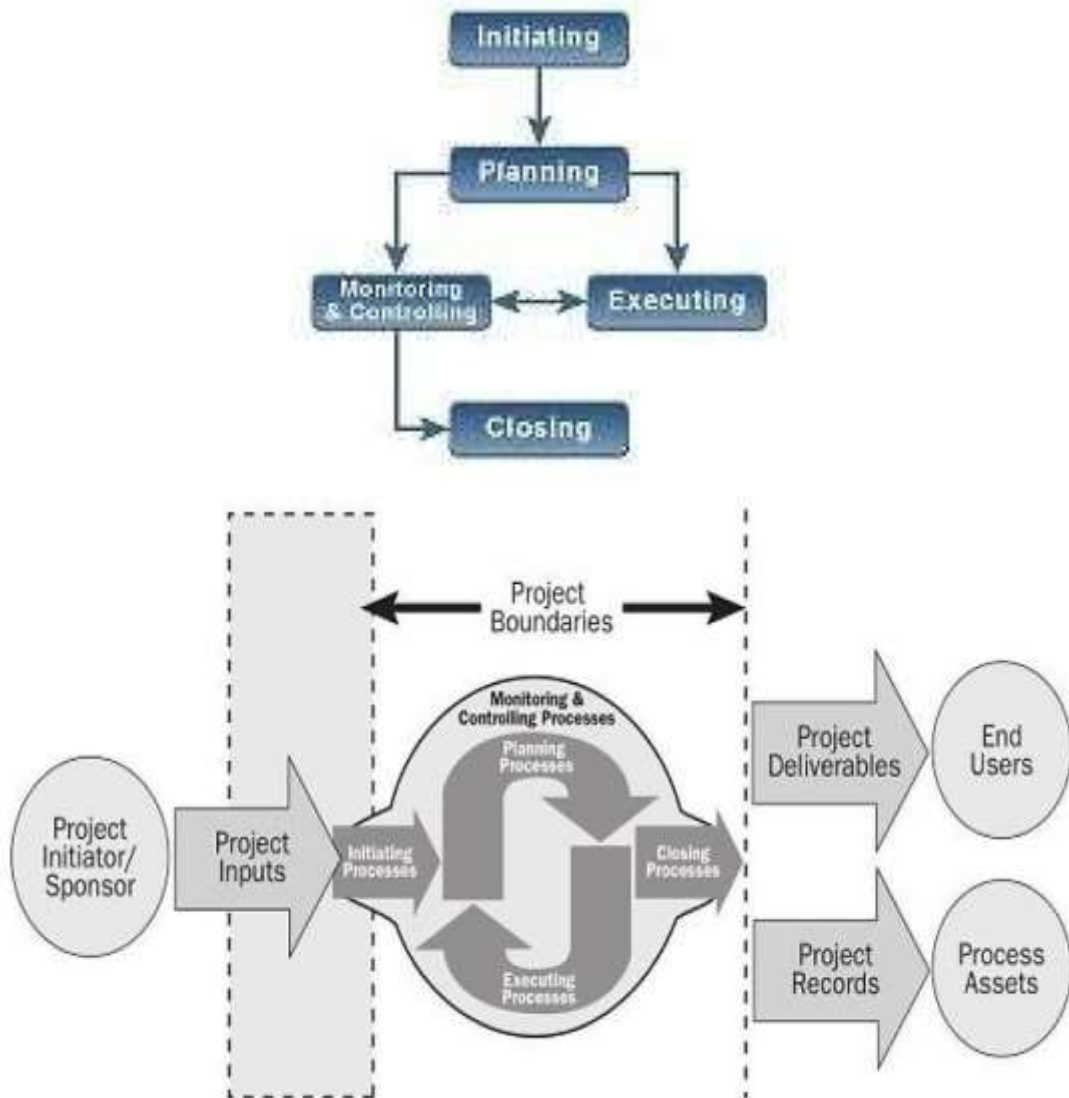 Initiating
Planning
Monitoring
& Controlling
Executing
Closing
Project
Boundaries
Monitoring &
Controlling Processes
Planning
Processes
Project
Initiator/
Sponsor
Project
Inputs
Initiating
Processes
Closing
Processes
Executing
Processes
Project
Deliverables
End
Users
Project
Records
Process
Assets